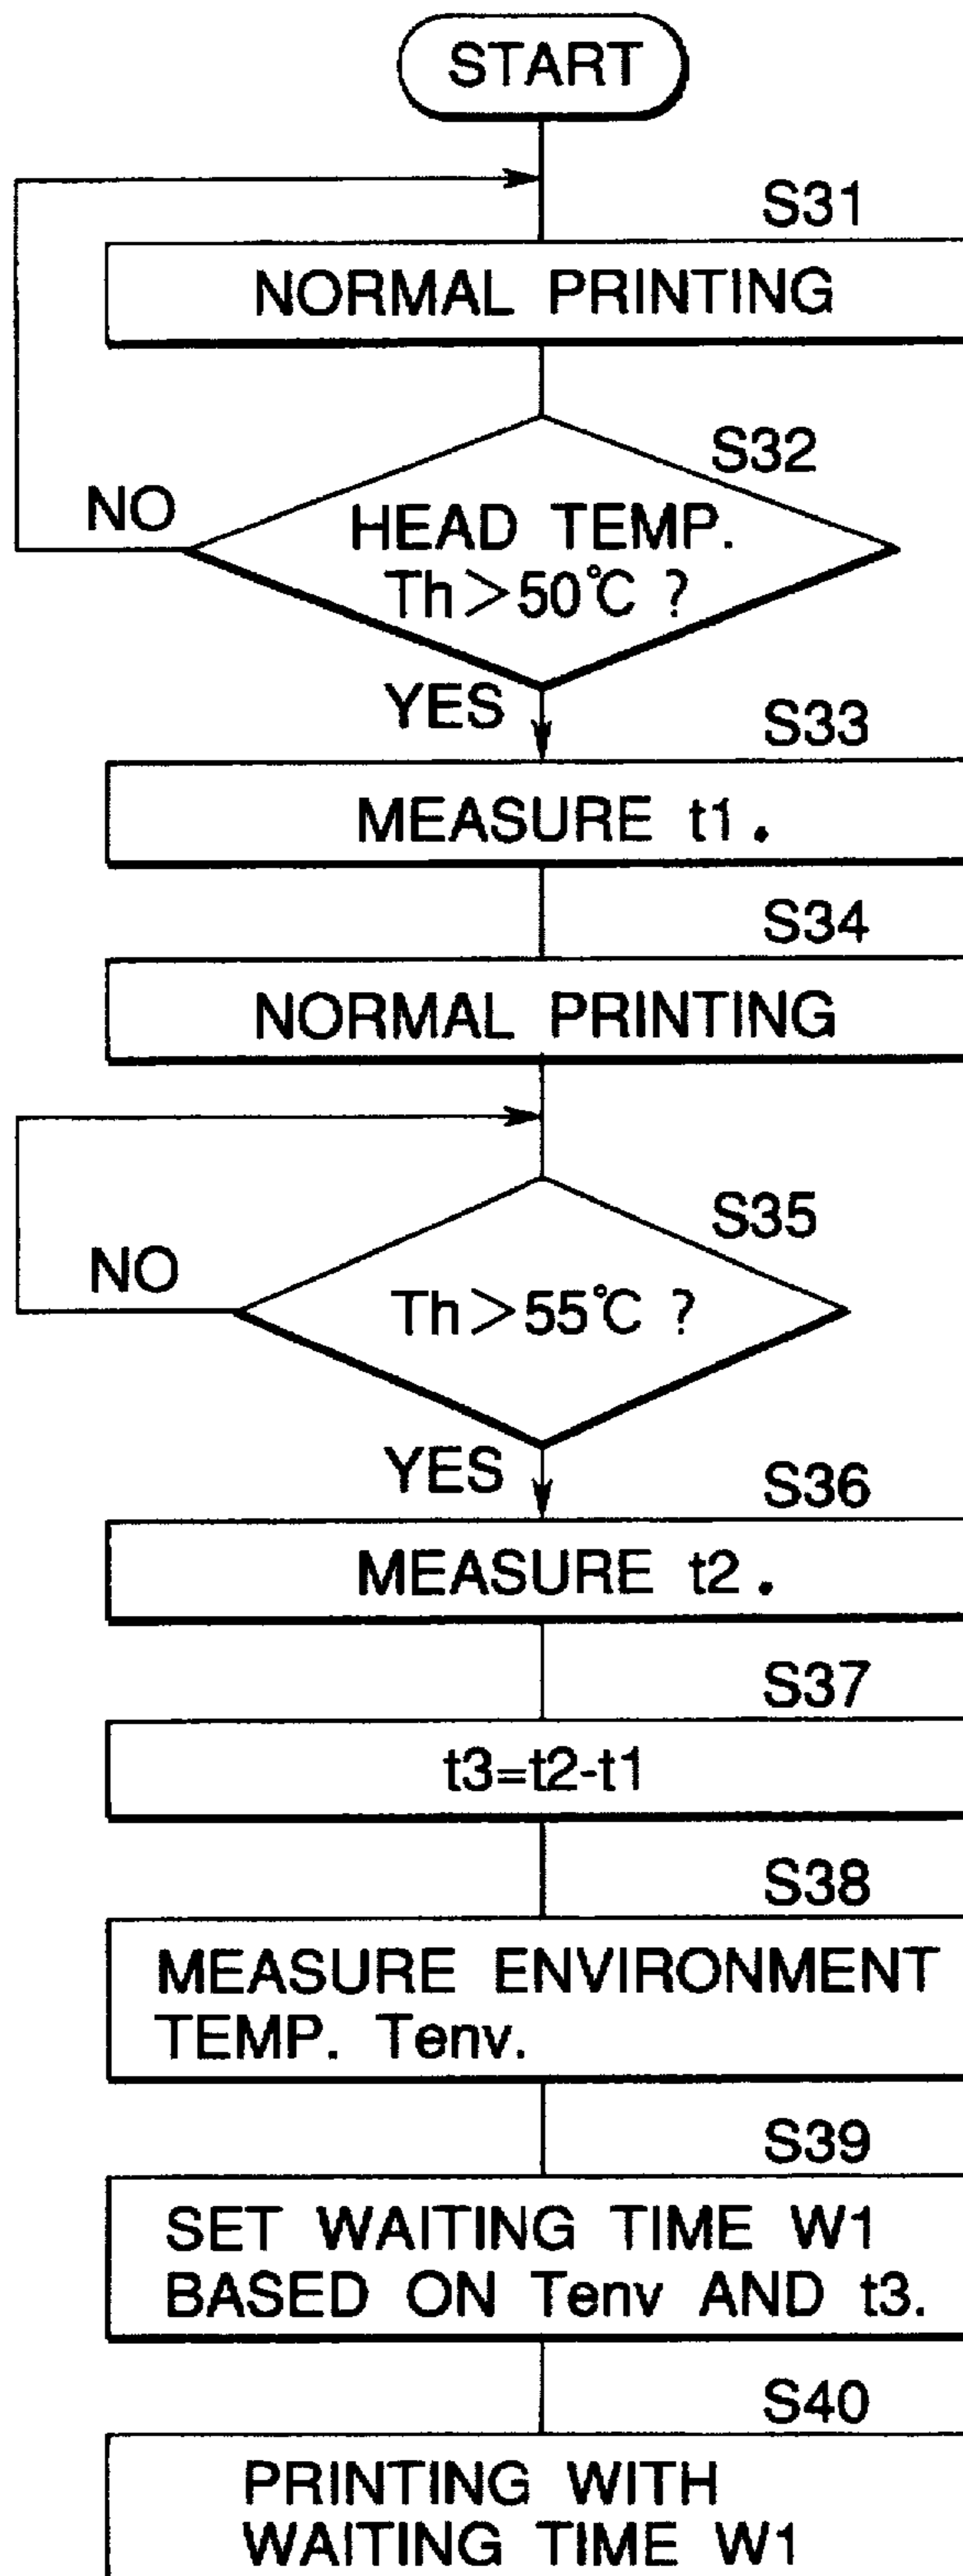 START
S31
NORMAL PRINTING
S32
NO
HEAD TEMP.
Th>50℃ ?
YES
S33
MEASURE t1.
S34
NORMAL PRINTING
S35
NO
Th>55℃ ?
YES
S36
MEASURE t2.
S37
t3=t2-t1
S38
MEASURE ENVIRONMENT
TEMP. Tenv.
S39
SET WAITING TIME W1
BASED ON Tenv AND t3.
S40
PRINTING WITH
WAITING TIME W1